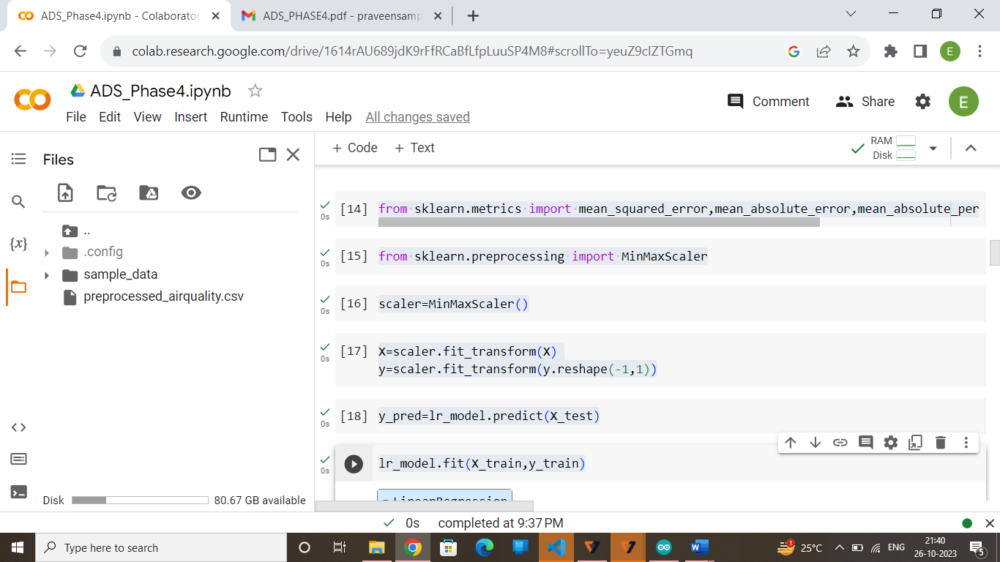 ADS_Phase4.ipynb - Colaborator
ADS_PHASE4.pdf - praveensamp
colab.research.google.com/drive/1614rAU689jdK9rFfRCaBfLfpLuuSP4M8#scrollTo=yeuZ9cIZTGmq
E
ADS_Phase4.ipynb
File Edit View Insert Runtime Tools Help All changes saved
Comment
Share
E
Files
+ Code + Text
RAM
Disk
..
.config
sample_data
preprocessed_airquality.csv
{x}
Disk 80.67 GB available
0s
[14] from sklearn.metrics import mean_squared_error,mean_absolute_error,mean_absolute_per
0s
[15] from sklearn.preprocessing import MinMaxScaler
0s
[16] scaler=MinMaxScaler()
0s
[17] X=scaler.fit_transform(X)
y=scaler.fit_transform(y.reshape(-1,1))
0s
[18] y_pred=lr_model.predict(X_test)
0s
lr_model.fit(X_train,y_train)
LinearRegression
0s completed at 9:37 PM
Type here to search
1
25°C
ENG
21:40
26-10-2023
5